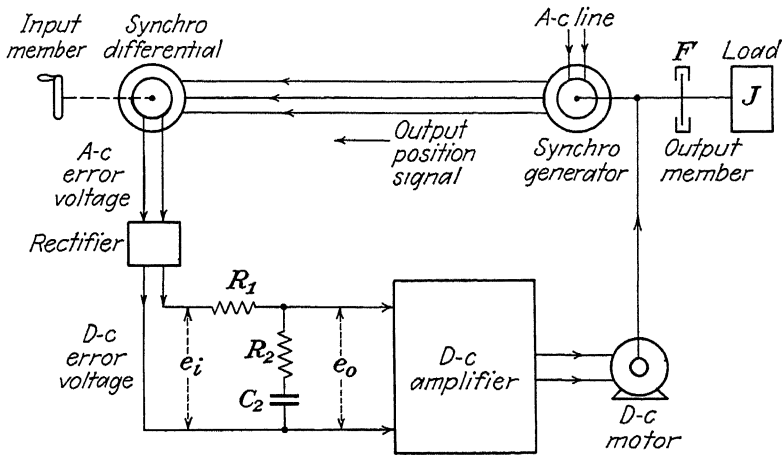 Input
member
Synchro
differential
A-c line
F
Load
J
Output
position
signal
Synchro
generator
Output
member
A-c
error
voltage
Rectifier
R1
D-c
error
voltage
ei
R2
C2
eo
D-c
amplifier
D-c
motor